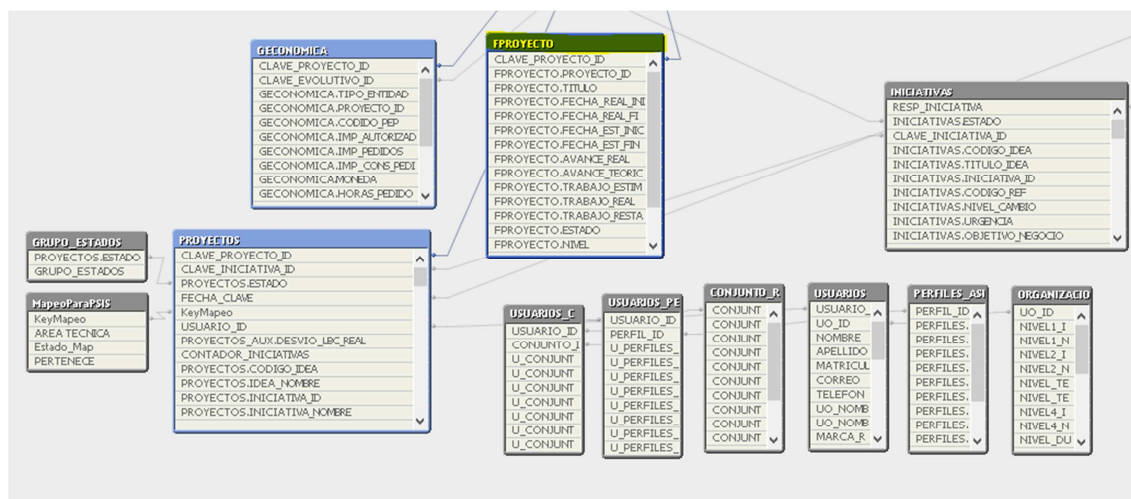 GECONOMICA
CLAVE_PROYECTO_ID
CLAVE_EVOLUTIVO_ID
GECONOMICA.TIPO_ENTIDAD
GECONOMICA.PROYECTO_ID
GECONOMICA.CODIDO_PEP
GECONOMICA.IMP_AUTORIZAD
GECONOMICA.IMP_PEDIDOS
GECONOMICA.IMP_CONS_PEDI
GECONOMICA.MONEDA
GECONOMICA.HORAS_PEDIDO
FPROYECTO
CLAVE_PROYECTO_ID
FPROYECTO.PROYECTO_ID
FPROYECTO.TITULO
FPROYECTO.FECHA_REAL_INI
FPROYECTO.FECHA_REAL_FI
FPROYECTO.FECHA_EST_INIC
FPROYECTO.FECHA_EST_FIN
FPROYECTO.AVANCE_REAL
FPROYECTO.AVANCE_TEORIC
FPROYECTO.TRABAJO_ESTIM
FPROYECTO.TRABAJO_REAL
FPROYECTO.TRABAJO_RESTA
FPROYECTO.ESTADO
FPROYECTO.NIVEL
INICIATIVAS
RESP_INICIATIVA
INICIATIVAS.ESTADO
CLAVE_INICIATIVA_ID
INICIATIVAS.CODIGO_IDEA
INICIATIVAS.TITULO_IDEA
INICIATIVAS.INICIATIVA_ID
INICIATIVAS.CODIGO_REF
INICIATIVAS.NIVEL_CAMBIO
INICIATIVAS.URGENCIA
INICIATIVAS.OBJETIVO_NEGOCIO
GRUPO_ESTADOS
PROYECTOS.ESTADO
GRUPO_ESTADOS
MapeoParaPSIS
KeyMapeo
AREA TECNICA
Estado_Map
PERTENECE
PROYECTOS
CLAVE_PROYECTO_ID
CLAVE_INICIATIVA_ID
PROYECTOS.ESTADO
FECHA_CLAVE
KeyMapeo
USUARIO_ID
PROYECTOS_AUX.DESVIO_LBC_REAL
CONTADOR_INICIATIVAS
PROYECTOS.CODIGO_IDEA
PROYECTOS.IDEA_NOMBRE
PROYECTOS.INICIATIVA_ID
PROYECTOS.INICIATIVA_NOMBRE
USUARIOS_C
USUARIO_ID
CONJUNTO_I
U_CONJUNT
U_CONJUNT
U_CONJUNT
U_CONJUNT
U_CONJUNT
U_CONJUNT
U_CONJUNT
USUARIOS_PE
USUARIO_ID
PERFIL_ID
U_PERFILES_
U_PERFILES_
U_PERFILES_
U_PERFILES_
U_PERFILES_
U_PERFILES_
U_PERFILES_
U_PERFILES_
CONJUNTO_R
CONJUNT
CONJUNT
CONJUNT
CONJUNT
CONJUNT
CONJUNT
CONJUNT
CONJUNT
CONJUNT
CONJUNT
USUARIOS
USUARIO_
UO_ID
NOMBRE
APELLIDO
MATRICUL
CORREO
TELEFON
UO_NOMB
UO_NOMB
MARCA_R
PERFILES_ASI
PERFIL_ID
PERFILES.
PERFILES.
PERFILES.
PERFILES.
PERFILES.
PERFILES.
PERFILES.
PERFILES.
PERFILES.
ORGANIZACIO
UO_ID
NIVEL1_I
NIVEL1_N
NIVEL2_I
NIVEL2_N
NIVEL_TE
NIVEL_TE
NIVEL4_I
NIVEL4_N
NIVEL_DU